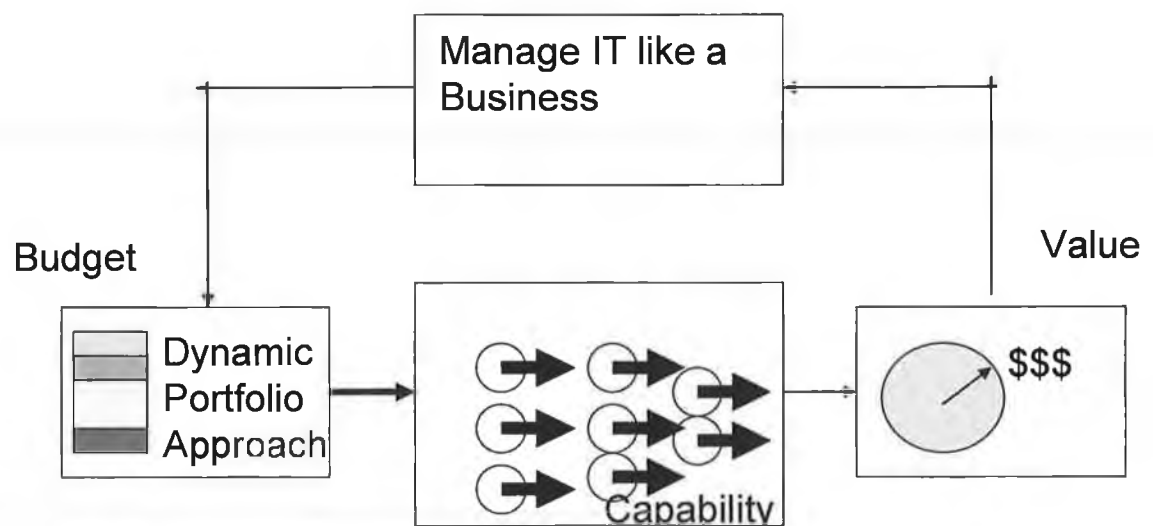 Manage IT like a
Business
Budget
Value
Dynamic
Portfolio
Approach
$$$
Capability